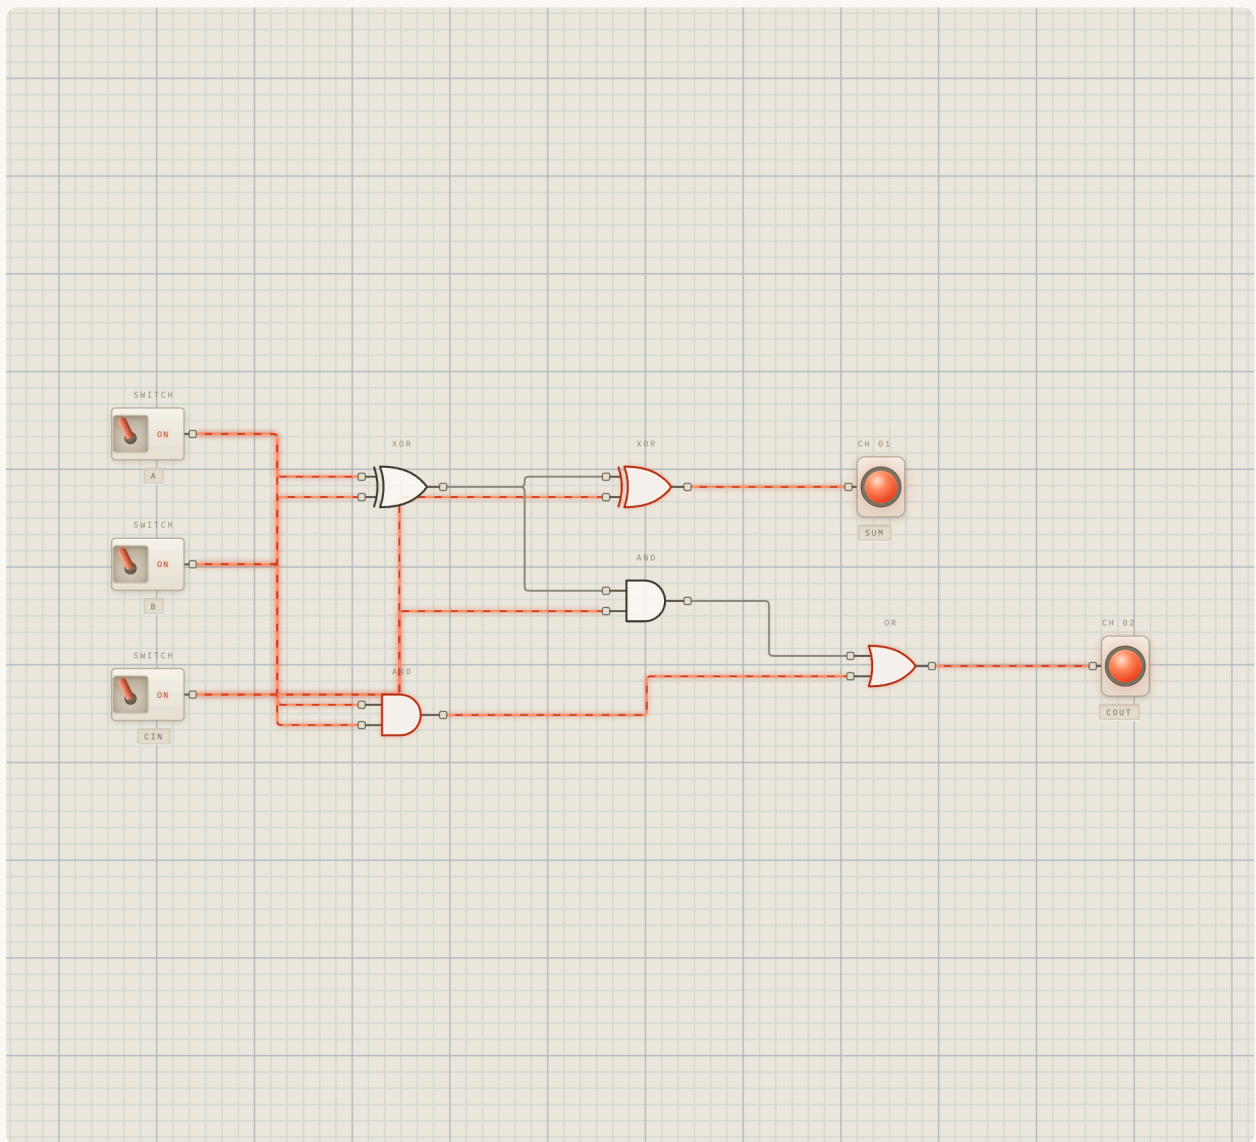 SWITCH
ON
A
SWITCH
ON
B
SWITCH
ON
CIN
XOR
AND
XOR
AND
CH 01
SUM
OR
CH 02
COUT